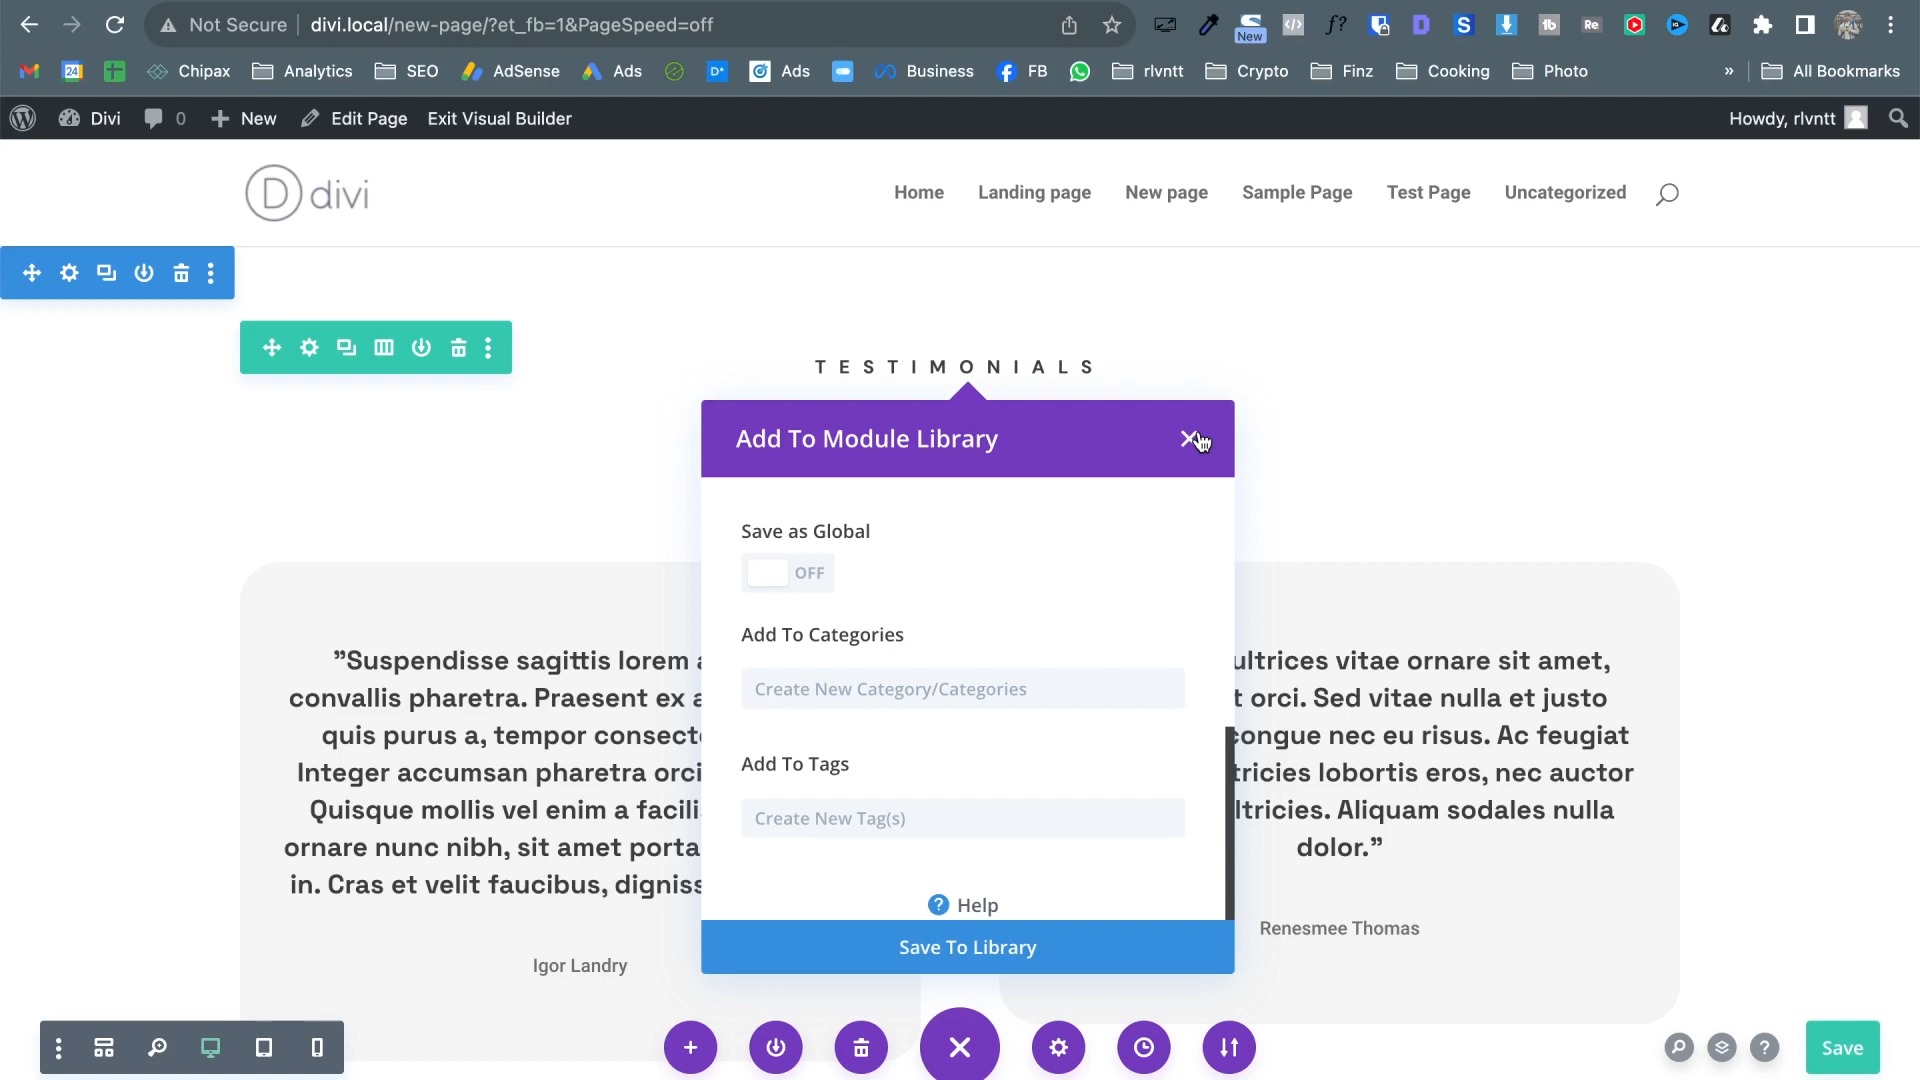 Not Secure divi.local/new-page/?et_fb=1&PageSpeed=off
New
24 Chipax Analytics SEO AdSense Ads Ads Business FB rlvntt Crypto Finz Cooking Photo » All Bookmarks
Divi 0 New Edit Page Exit Visual Builder Howdy, rlvntt
D divi Home Landing page New page Sample Page Test Page Uncategorized
TESTIMONIALS
Add To Module Library
Save as Global
OFF
Add To Categories
Create New Category/Categories
Add To Tags
Create New Tag(s)
Help
Save To Library
”Suspendisse sagittis lorem
convallis pharetra. Praesent ex
quis purus a, tempor
Integer accumsan pharetra
Quisque mollis vel enim a
ornare nunc nibh, sit amet porta
in. Cras et velit faucibus,
Igor Landry
ultrices vitae ornare sit amet,
orci. Sed vitae nulla et justo
congue nec eu risus. Ac feugiat
lobortis eros, nec auctor
Aliquam sodales nulla
dolor.”
Renesmee Thomas
Save